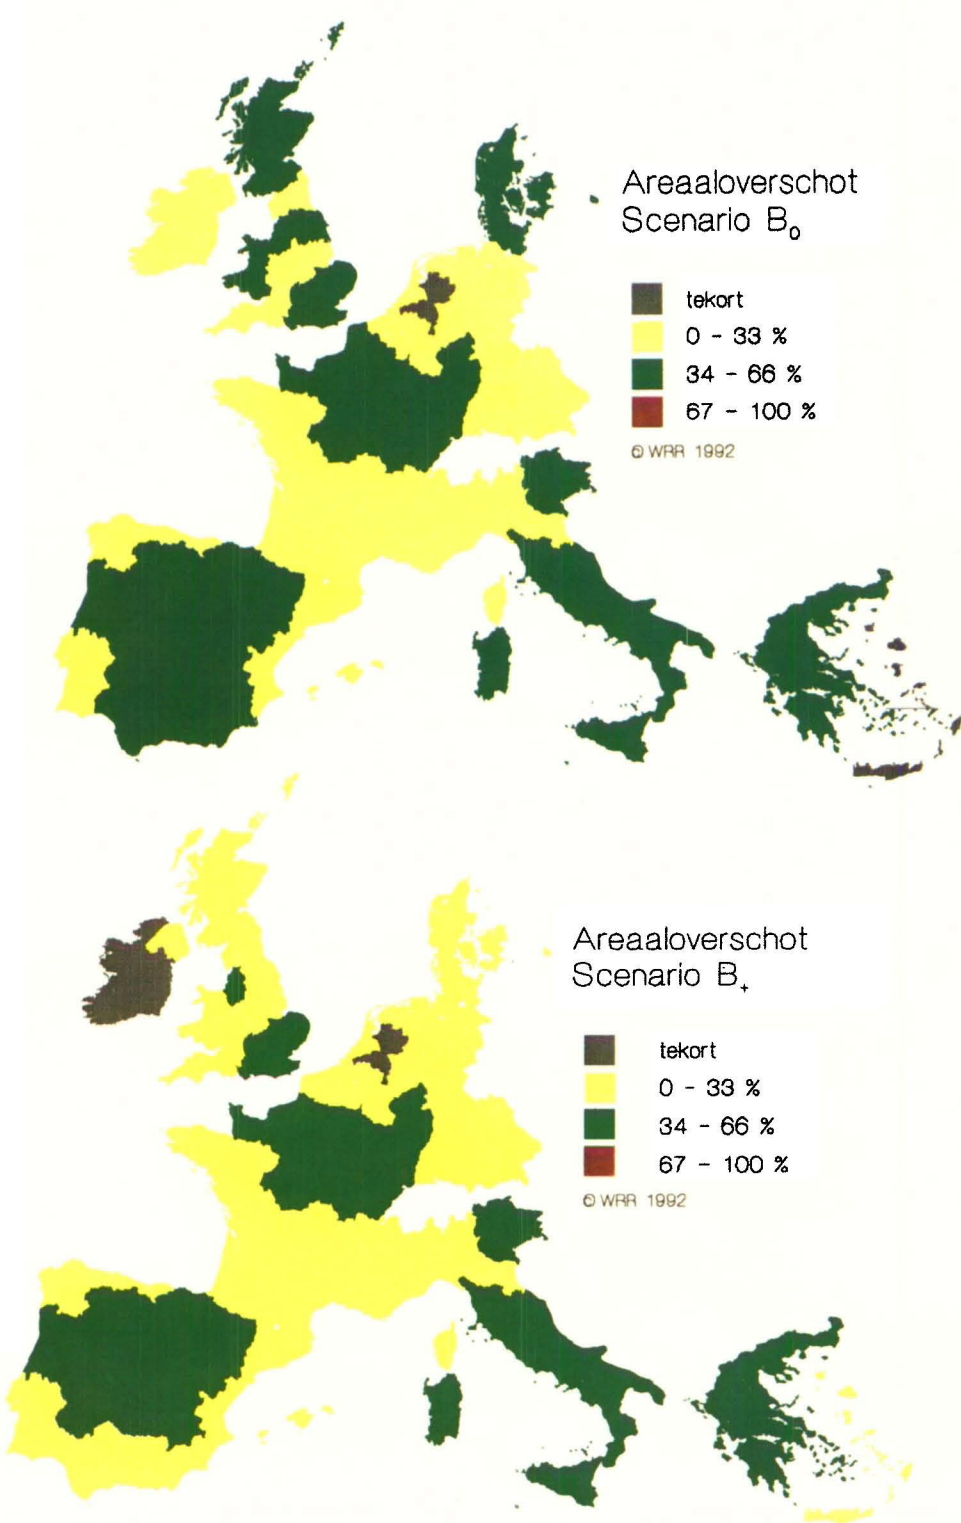 Areaaloverschot
Scenario B₀
tekort
0 - 33 %
34 - 66 %
67 - 100 %
© WRR 1992
Areaaloverschot
Scenario B₊
tekort
0 - 33 %
34 - 66 %
67 - 100 %
© WRR 1992